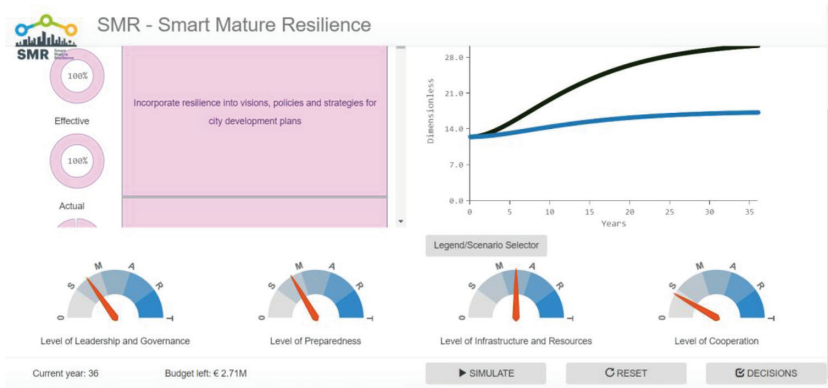 SMR - Smart Mature Resilience
SMR
100%
Effective
100%
Actual
Incorporate resilience into visions, policies and strategies for
city development plans
Dimensionless
28.0
21.0
14.0
7.0
0.0
0 5 10 15 20 25 30 35
Years
Legend/Scenario Selector
0 S M A R T
Level of Leadership and Governance
0 S M A R T
Level of Preparedness
0 S M A R T
Level of Infrastructure and Resources
0 S M A R T
Level of Cooperation
Current year: 36
Budget left: € 2.71M
SIMULATE
RESET
DECISIONS